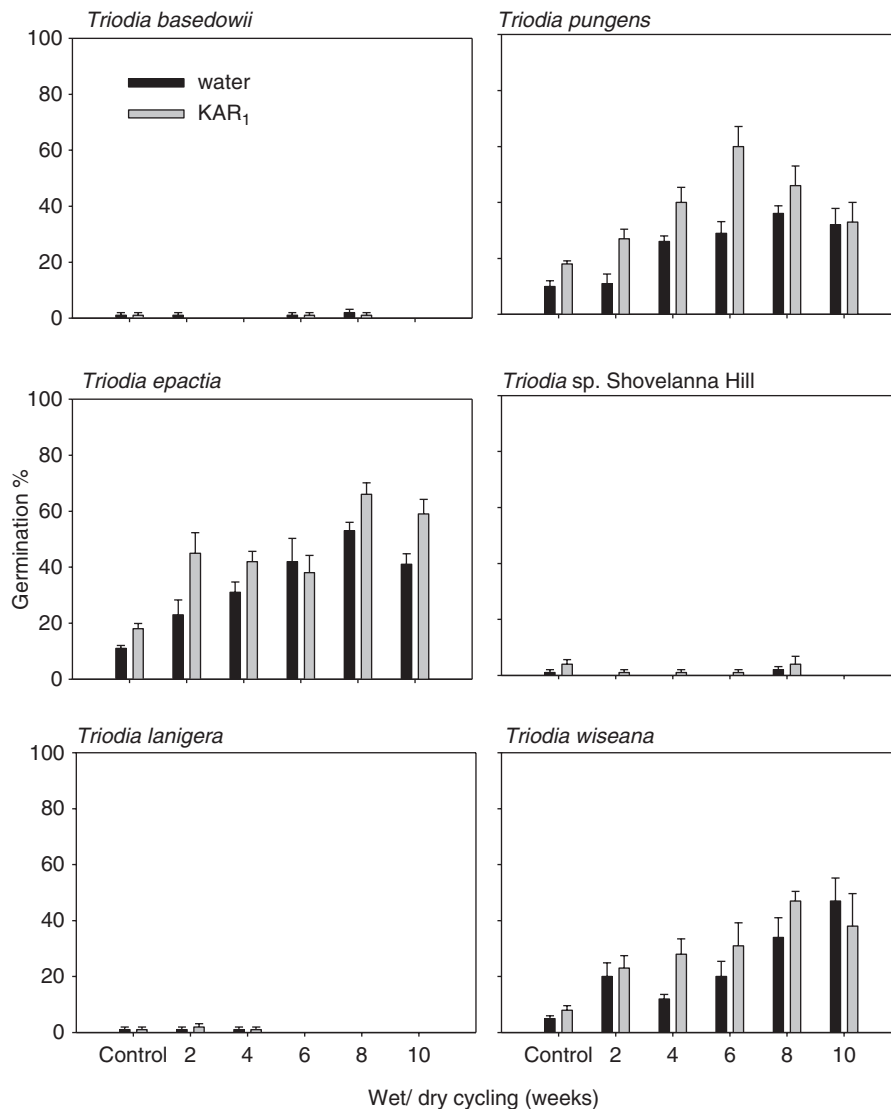 Triodia basedowii
Triodia pungens
100
80
60
40
20
0
water
KAR1
Triodia epactia
Triodia sp. Shovelanna Hill
100
80
60
40
20
0
Germination %
Triodia lanigera
Triodia wiseana
100
80
60
40
20
0
Control 2 4 6 8 10
Control 2 4 6 8 10
Wet/ dry cycling (weeks)